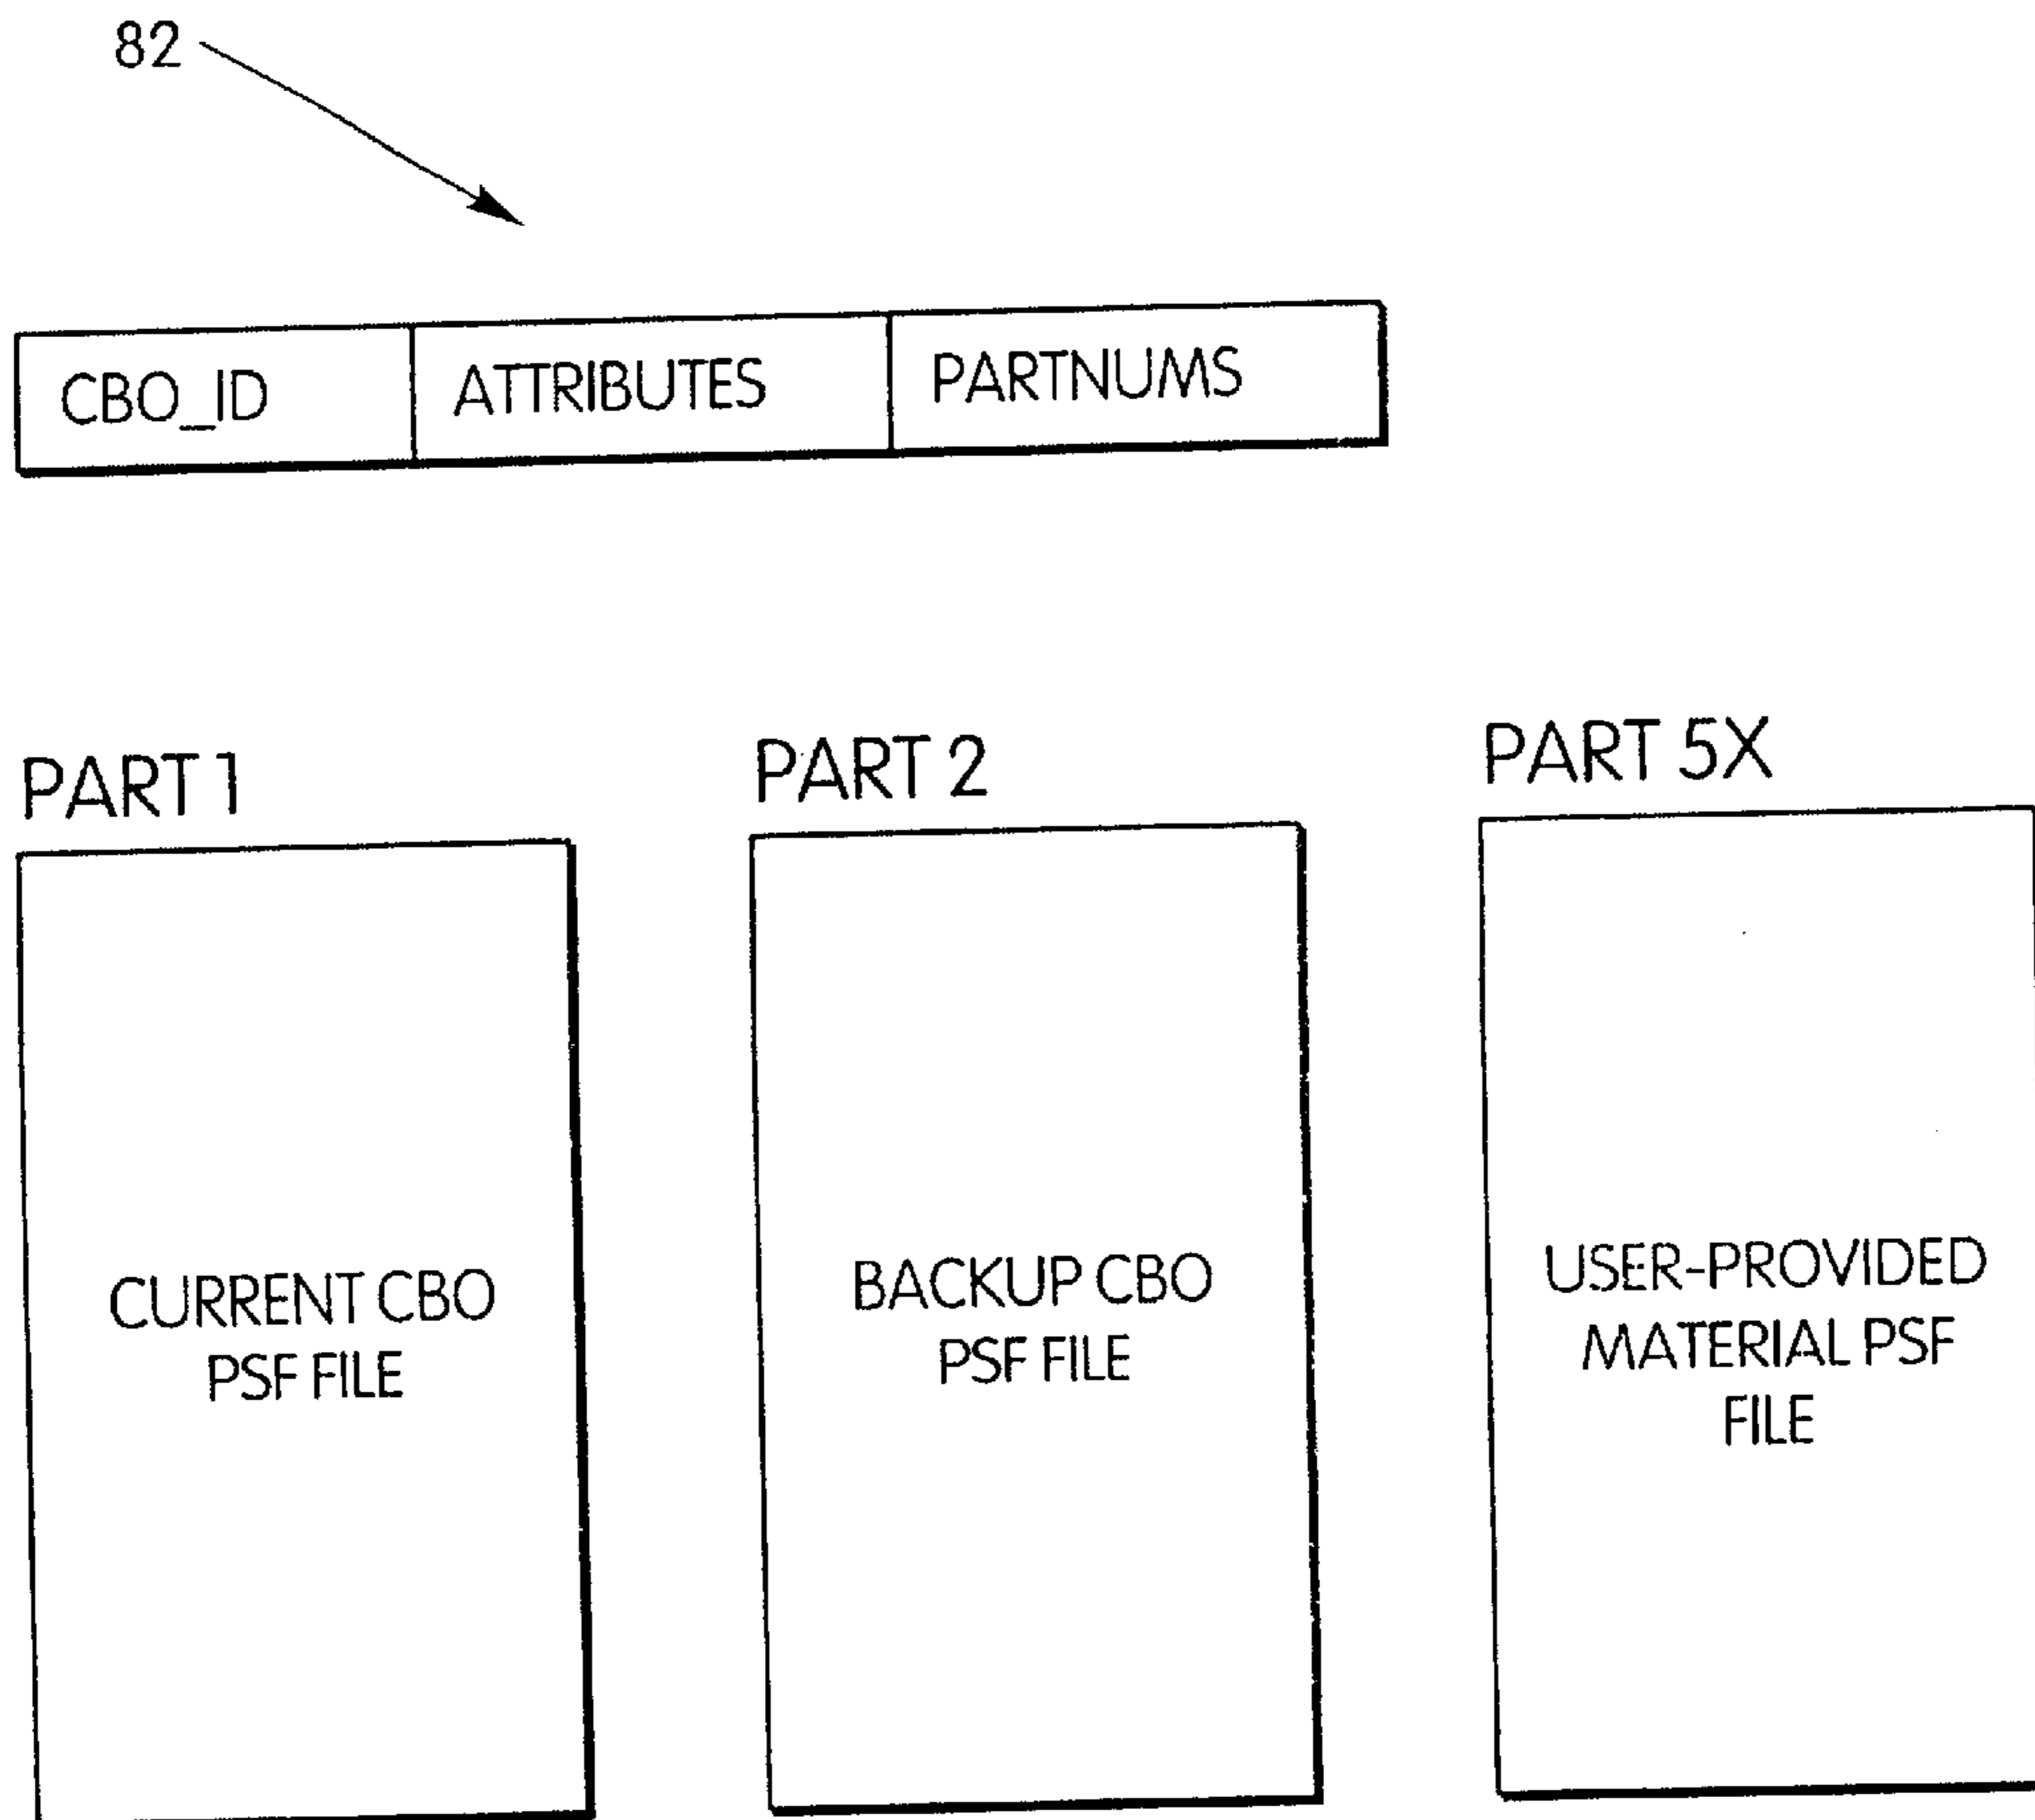 82
CBO_ID ATTRIBUTES PARTNUMS
PART 1 PART 2 PART 5X
CURRENT CBO
PSF FILE
BACKUP CBO
PSF FILE
USER-PROVIDED
MATERIAL PSF
FILE